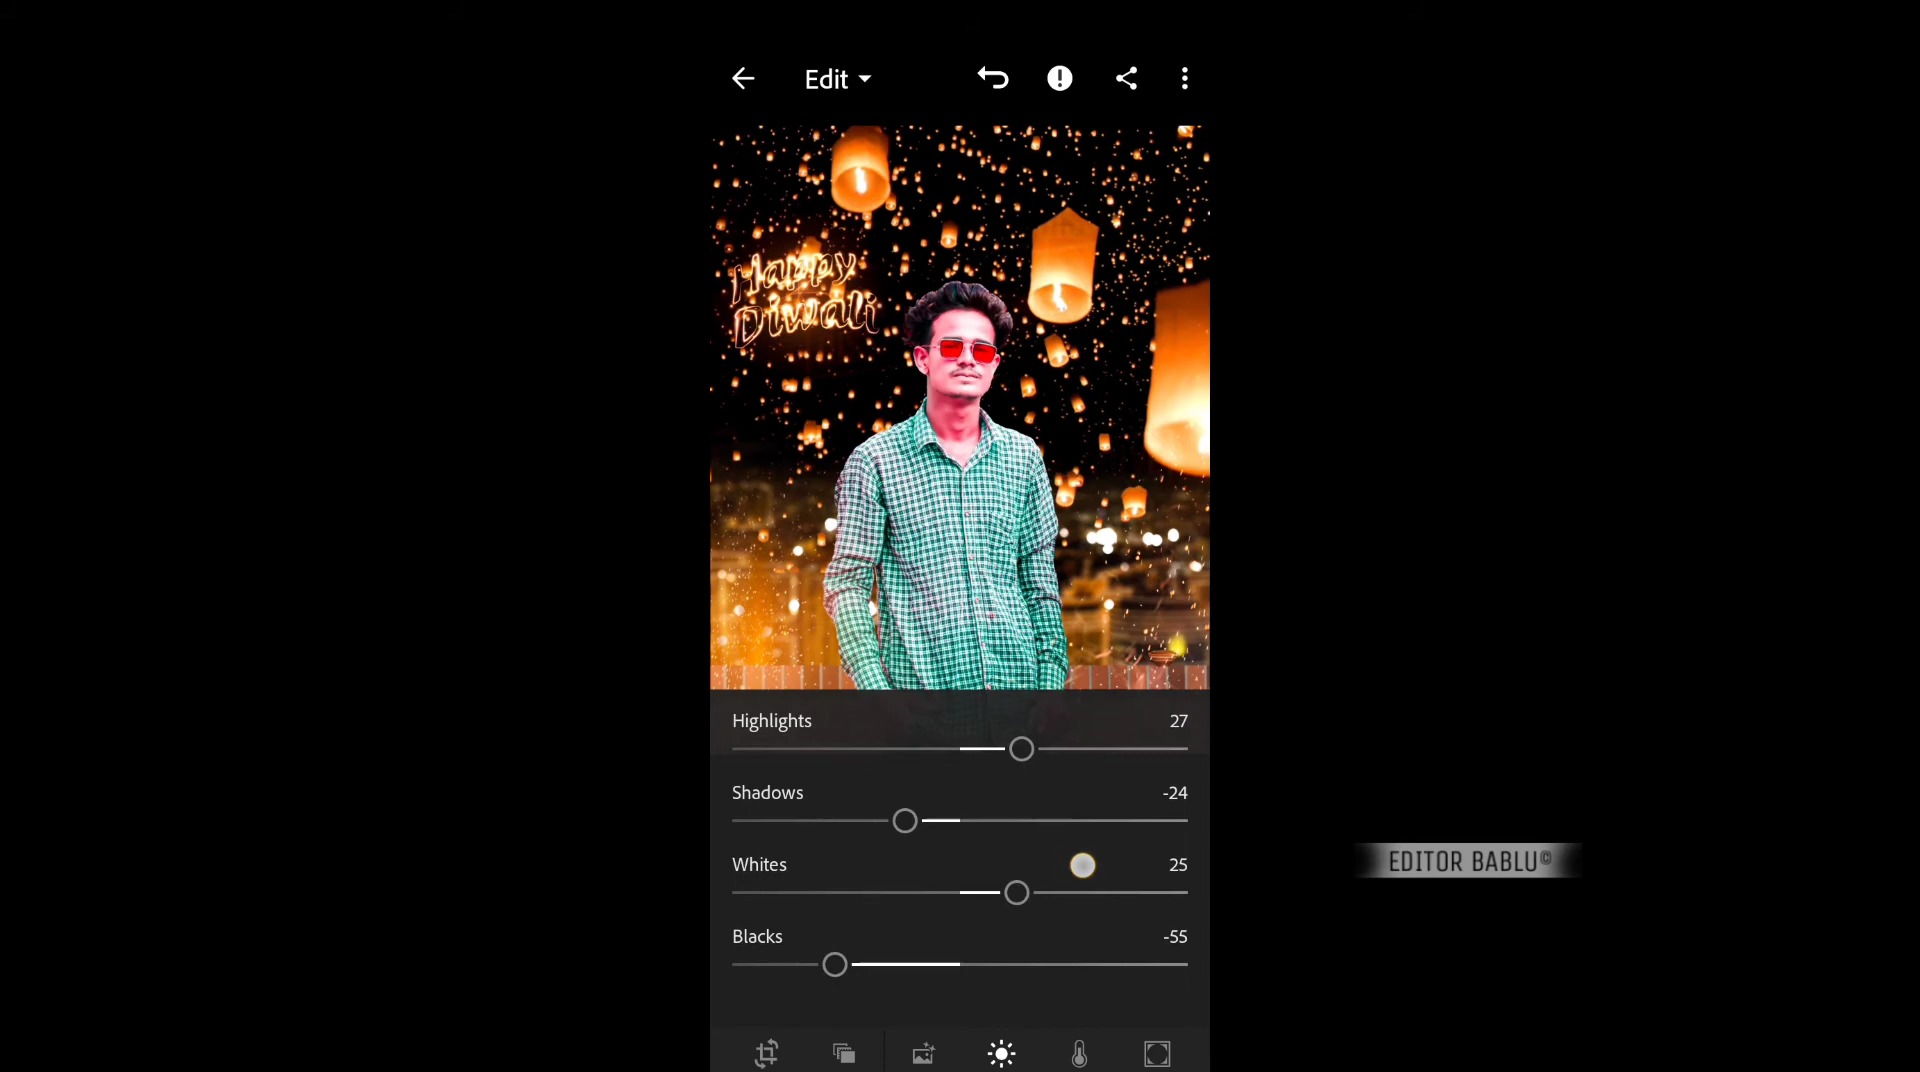 Edit
Happy
Diwali
Highlights 27
Shadows -24
Whites 25
Blacks -55
EDITOR BABLU©